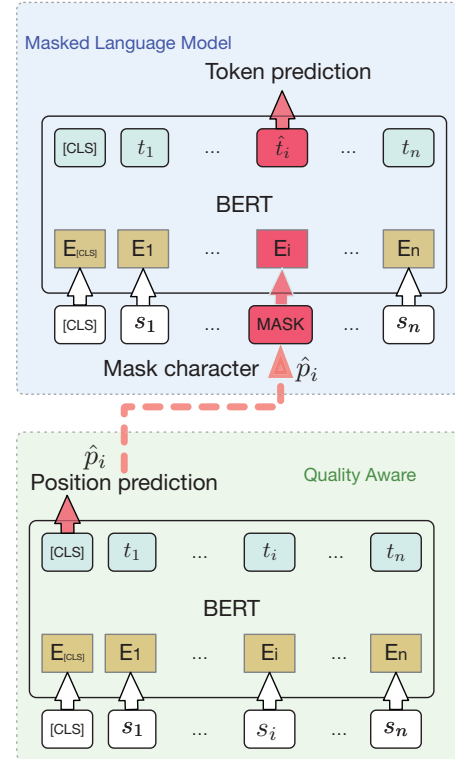 Masked Language Model
Token prediction
[CLS] t₁ ... t̂ᵢ ... tₙ
BERT
E[CLS] E1 ... Ei ... En
[CLS] s₁ ... MASK ... sₙ
Mask character p̂ᵢ
p̂ᵢ
Position prediction Quality Aware
[CLS] t₁ ... tᵢ ... tₙ
BERT
E[CLS] E1 ... Ei ... En
[CLS] s₁ ... sᵢ ... sₙ